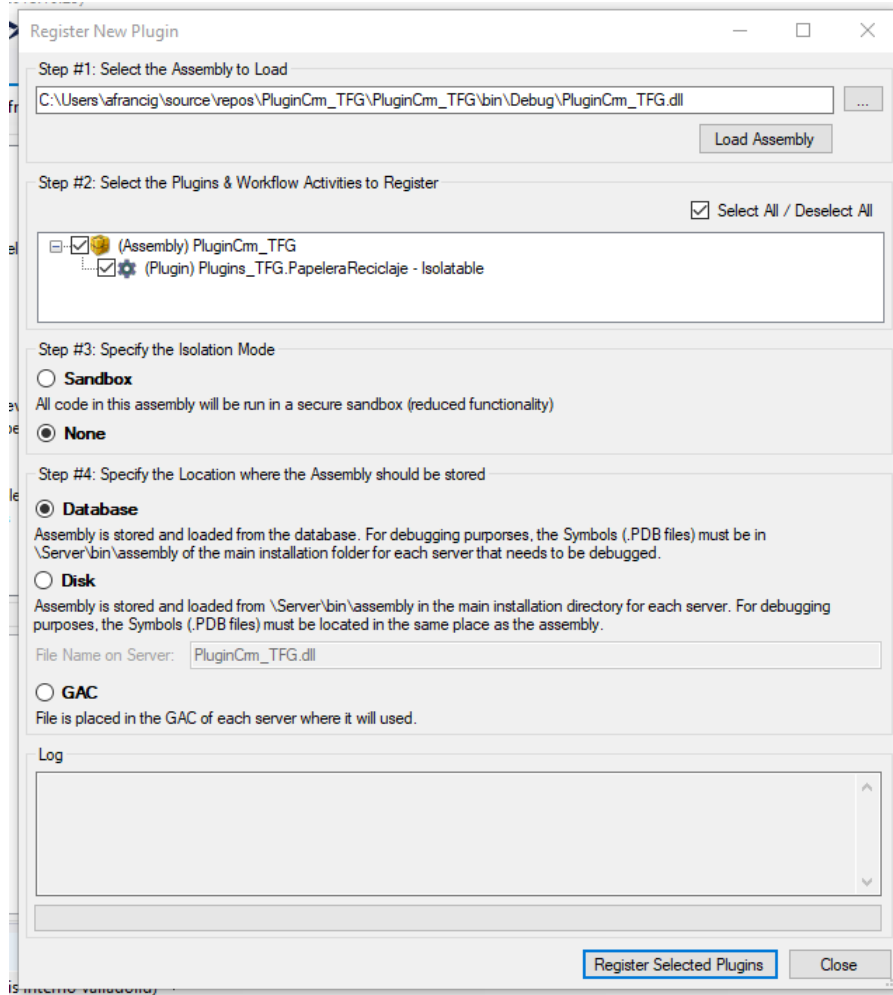 Register New Plugin
Step #1: Select the Assembly to Load
C:\Users\afrancig\source\repos\PluginCrm_TFG\PluginCrm_TFG\bin\Debug\PluginCrm_TFG.dll
...
Load Assembly
Step #2: Select the Plugins & Workflow Activities to Register
Select All / Deselect All
(Assembly) PluginCrm_TFG
(Plugin) Plugins_TFG.PapeleraReciclaje - Isolatable
Step #3: Specify the Isolation Mode
Sandbox
All code in this assembly will be run in a secure sandbox (reduced functionality)
None
Step #4: Specify the Location where the Assembly should be stored
Database
Assembly is stored and loaded from the database. For debugging purporses, the Symbols (.PDB files) must be in
\Server\bin\assembly of the main installation folder for each server that needs to be debugged.
Disk
Assembly is stored and loaded from \Server\bin\assembly in the main installation directory for each server. For debugging
purposes, the Symbols (.PDB files) must be located in the same place as the assembly.
File Name on Server: PluginCrm_TFG.dll
GAC
File is placed in the GAC of each server where it will used.
Log
Register Selected Plugins
Close